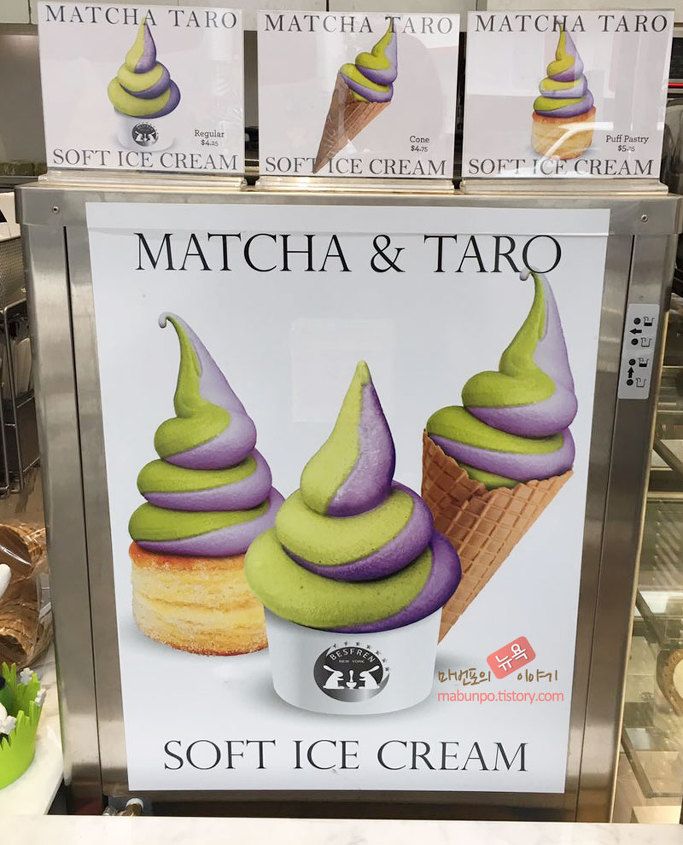 MATCHA TARO
Regular
$4.25
SOFT ICE CREAM
MATCHA TARO
Cone
$4.75
SOFT ICE CREAM
MATCHA TARO
Puff Pastry
SOFT ICE CREAM
MATCHA & TARO
BESFREN
NEW YORK
마번포의 뉴욕 이야기
mabunpo.tistory.com
SOFT ICE CREAM